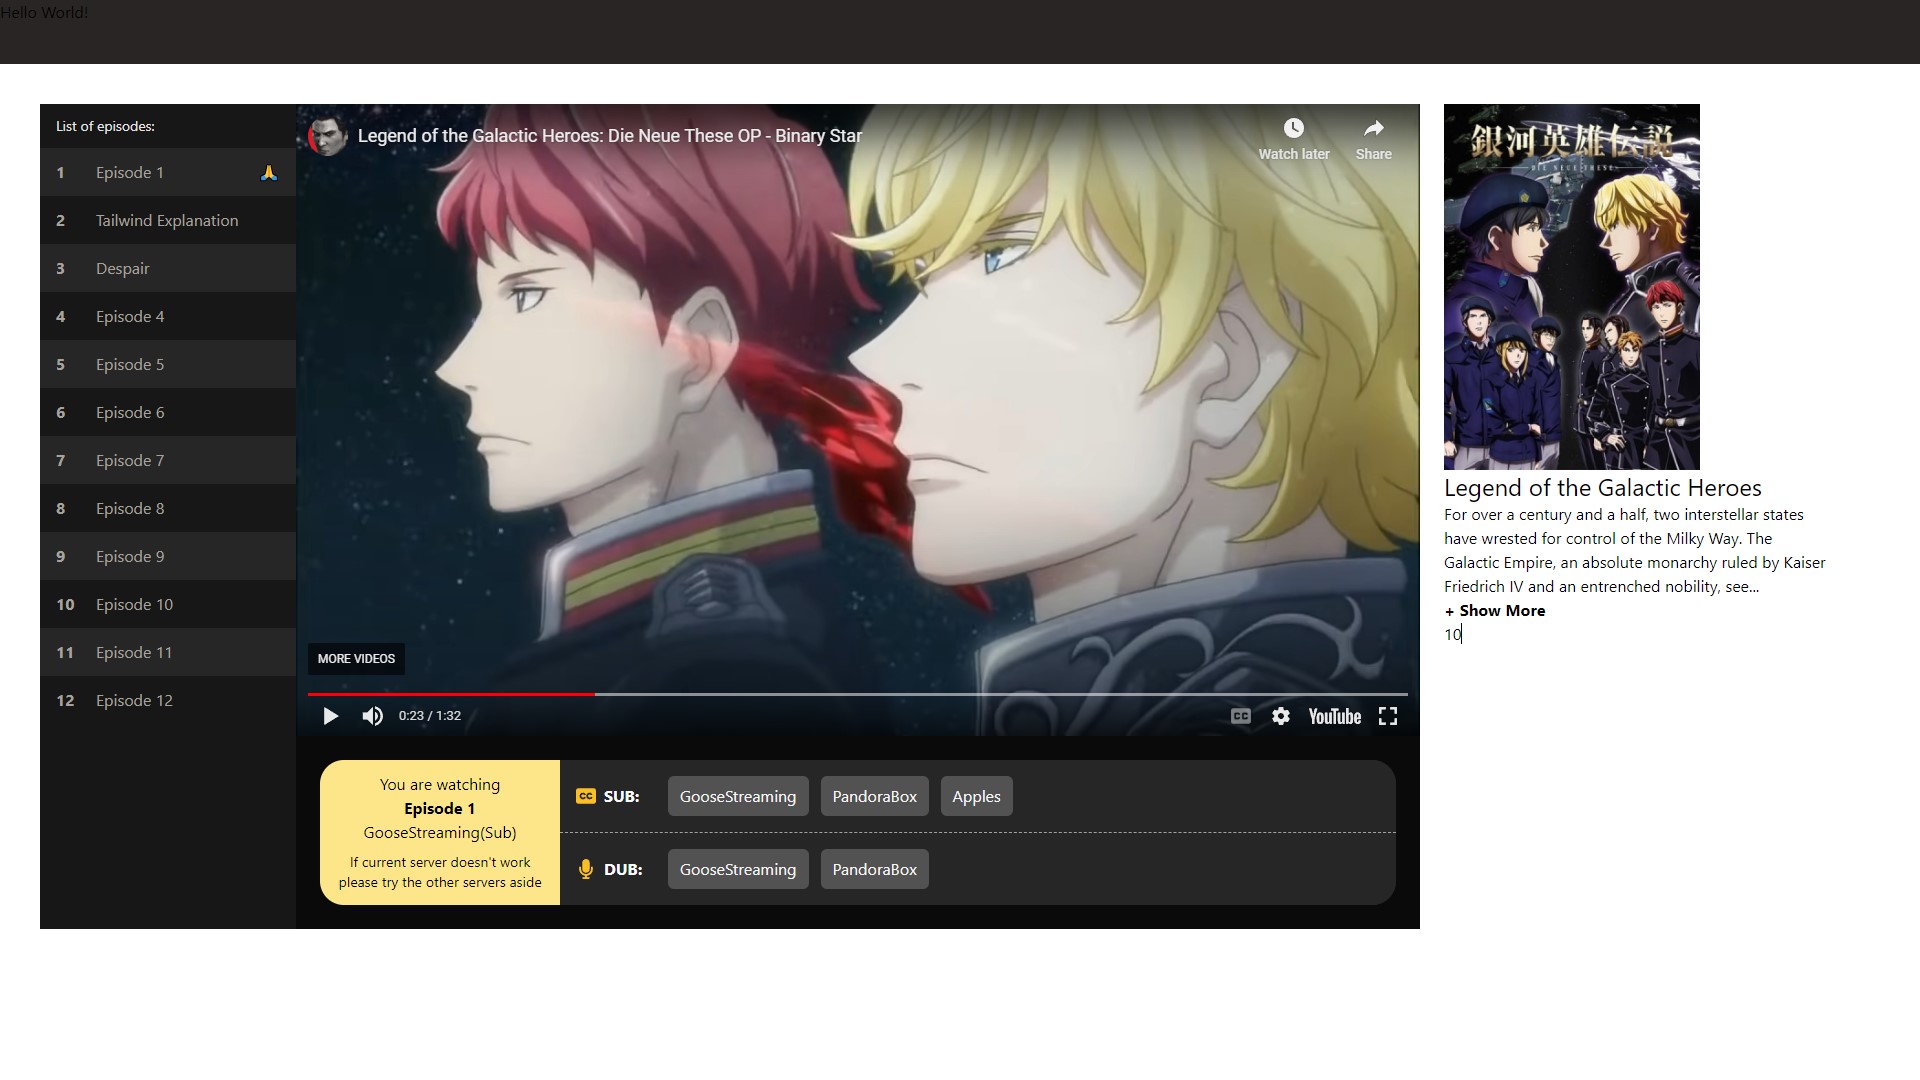 Hello World!
List of episodes:
1 Episode 1
2 Tailwind Explanation
3 Despair
4 Episode 4
5 Episode 5
6 Episode 6
7 Episode 7
8 Episode 8
9 Episode 9
10 Episode 10
11 Episode 11
12 Episode 12
Legend of the Galactic Heroes: Die Neue These OP - Binary Star
Watch later
Share
MORE VIDEOS
0:23 / 1:32
CC
YouTube
You are watching
Episode 1
GooseStreaming(Sub)
If current server doesn't work
please try the other servers aside
CC SUB: GooseStreaming PandoraBox Apples
DUB: GooseStreaming PandoraBox
銀河英雄伝説
DIE NEUE THESE
Legend of the Galactic Heroes
For over a century and a half, two interstellar states
have wrested for control of the Milky Way. The
Galactic Empire, an absolute monarchy ruled by Kaiser
Friedrich IV and an entrenched nobility, see...
+ Show More
10